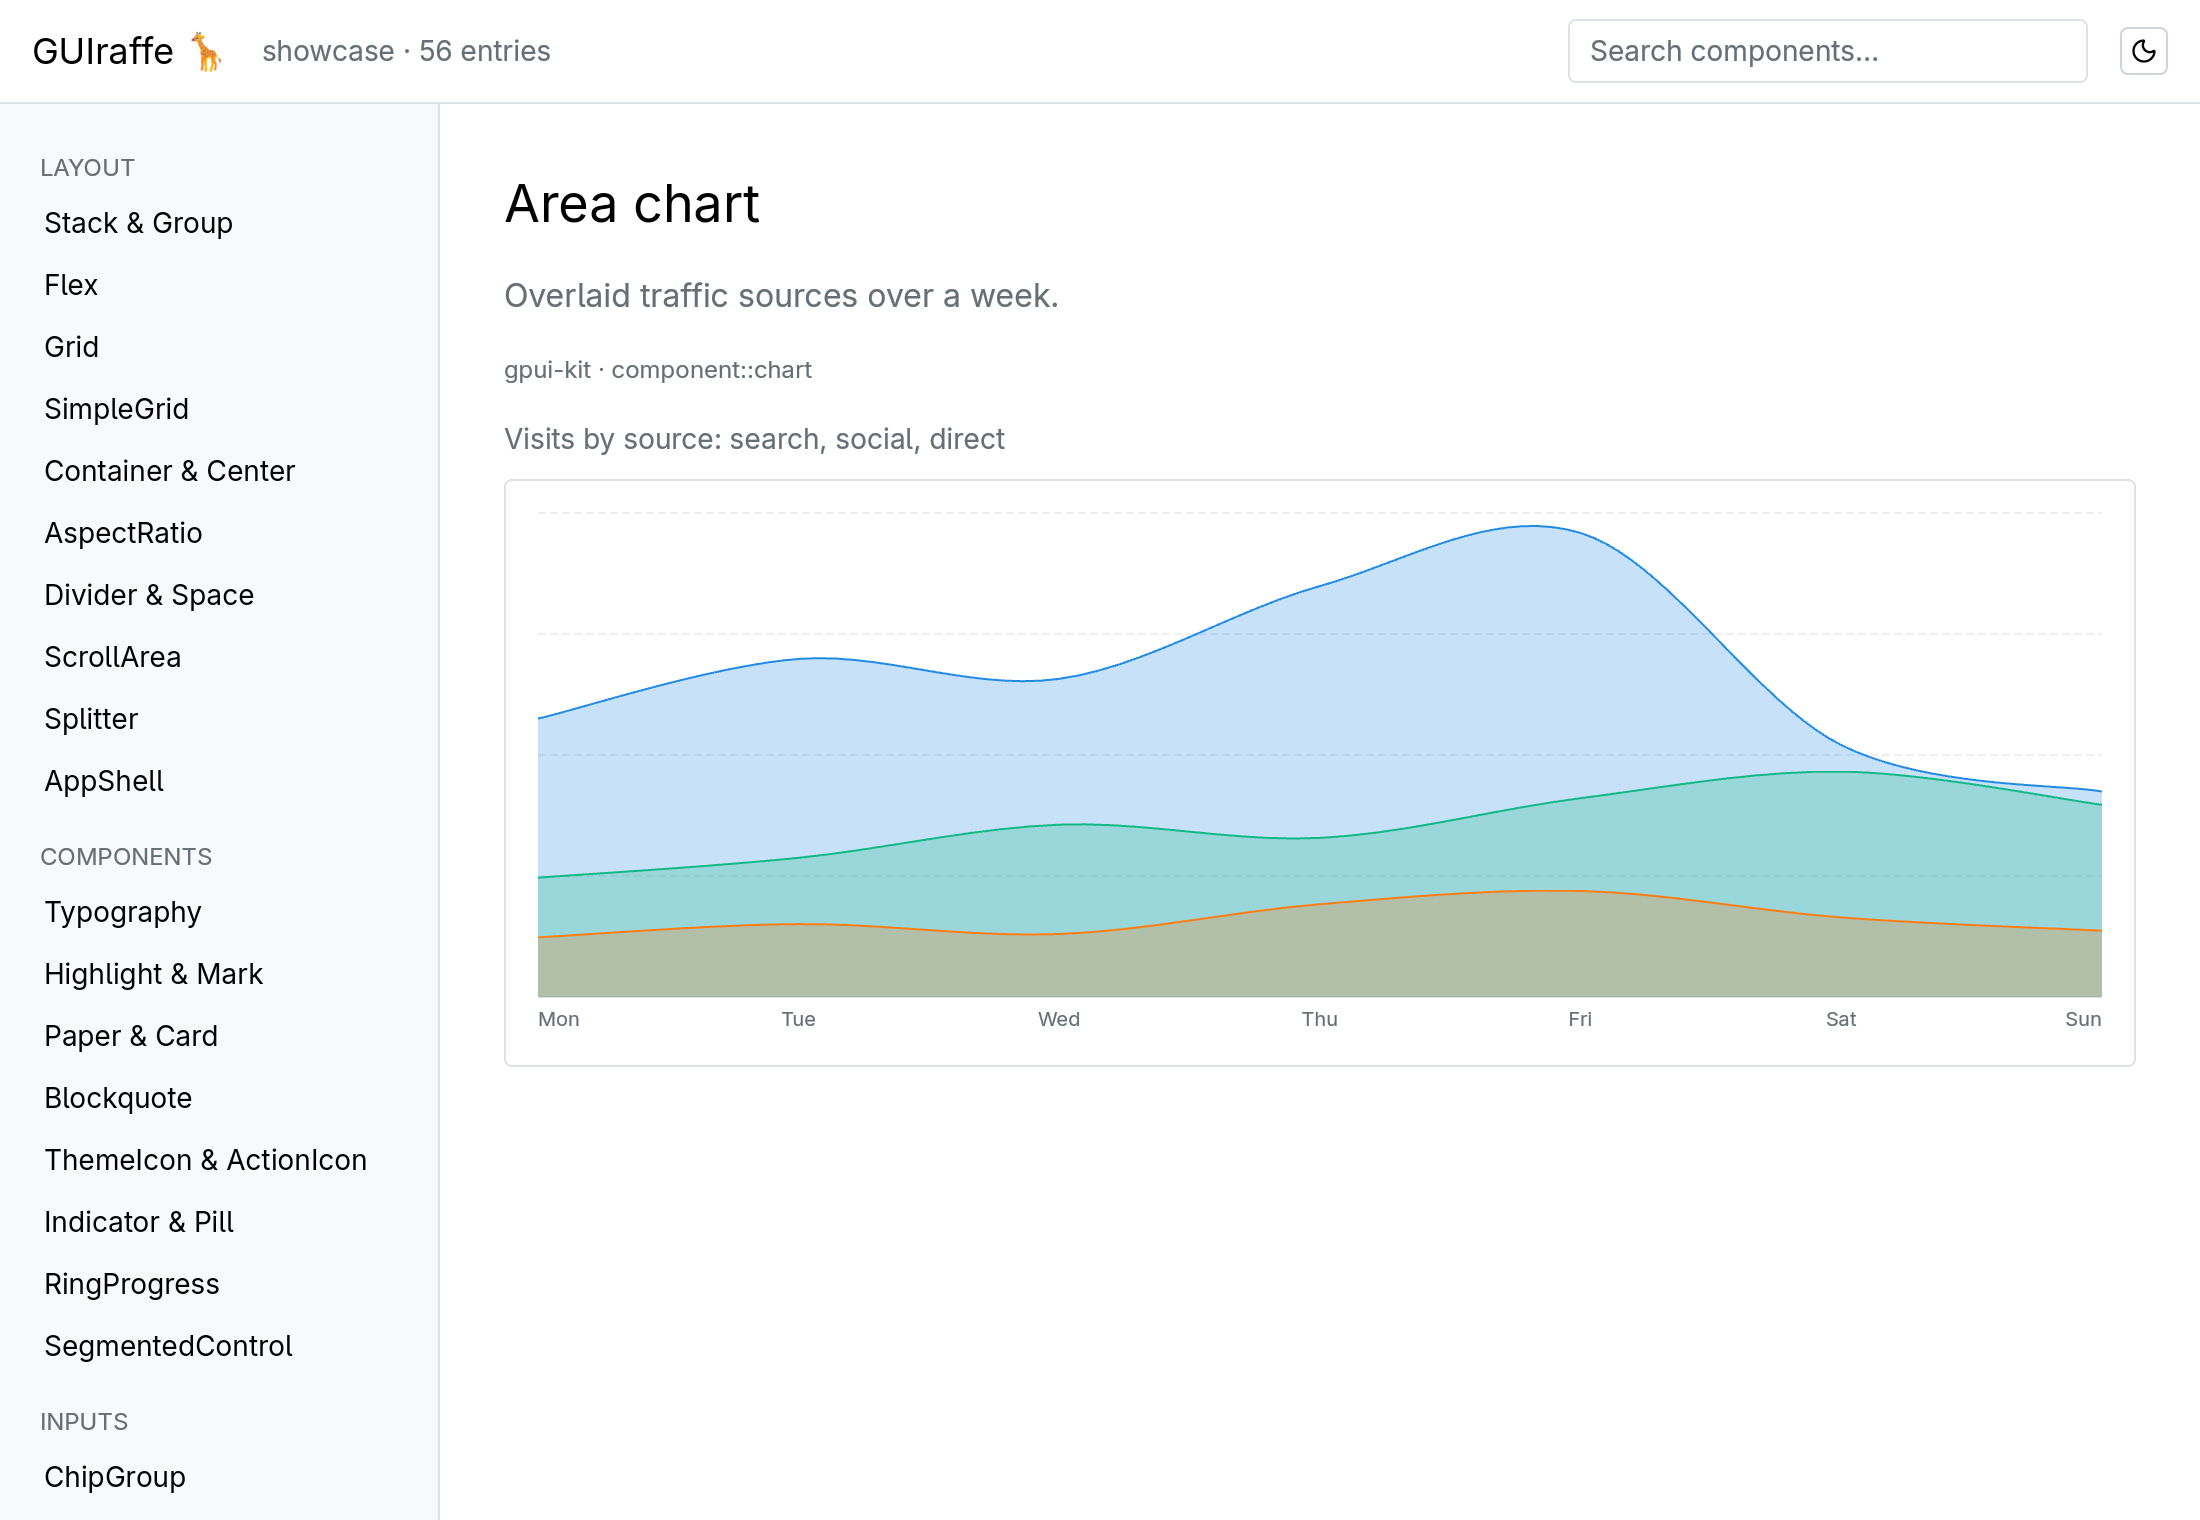 GUIraffe 🦒 showcase · 56 entries
Search components...
LAYOUT
Stack & Group
Flex
Grid
SimpleGrid
Container & Center
AspectRatio
Divider & Space
ScrollArea
Splitter
AppShell
COMPONENTS
Typography
Highlight & Mark
Paper & Card
Blockquote
ThemeIcon & ActionIcon
Indicator & Pill
RingProgress
SegmentedControl
INPUTS
ChipGroup
Area chart
Overlaid traffic sources over a week.
gpui-kit · component::chart
Visits by source: search, social, direct
Mon Tue Wed Thu Fri Sat Sun